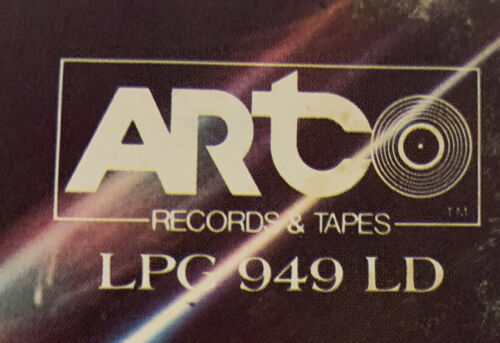 ARTCO
TM
RECORDS & TAPES
LPG 949 LD